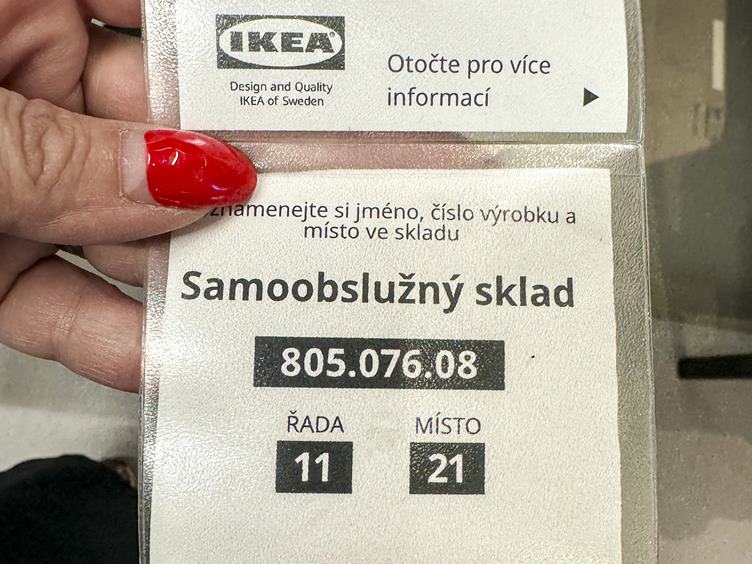 IKEA
Design and Quality
IKEA of Sweden
Otočte pro více
informací
si jméno, číslo výrobku a
místo ve skladu
Samoobslužný sklad
805.076.08
ŘADA MÍSTO
11 21